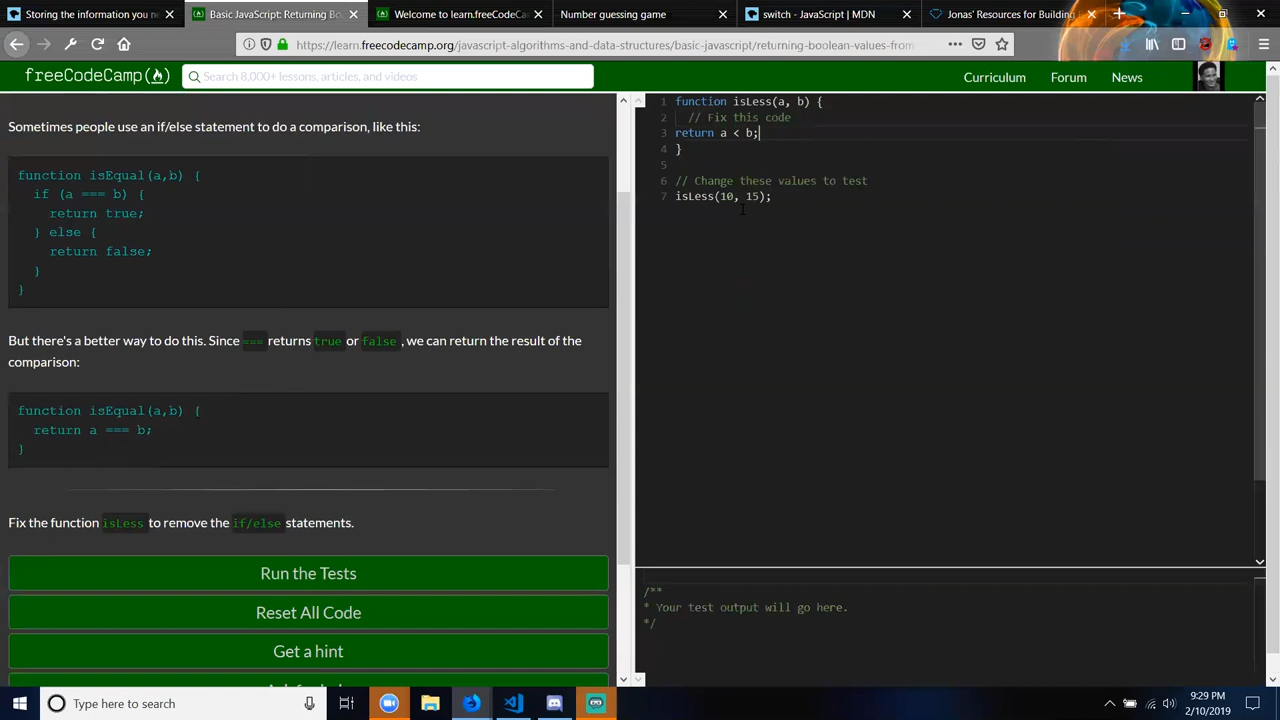 Storing the information you ne
Basic JavaScript: Returning Bo
Welcome to learn.freeCodeCam
Number guessing game
switch - JavaScript | MDN
Jonas' Resources for Building
https://learn.freecodecamp.org/javascript-algorithms-and-data-structures/basic-javascript/returning-boolean-values-from
freeCodeCamp
Search 8,000+ lessons, articles, and videos
Curriculum Forum News
Sometimes people use an if/else statement to do a comparison, like this:
function isEqual(a,b) {
if (a === b) {
return true;
} else {
return false;
}
}
But there's a better way to do this. Since === returns true or false , we can return the result of the
comparison:
function isEqual(a,b) {
return a === b;
}
Fix the function isLess to remove the if/else statements.
Run the Tests
Reset All Code
Get a hint
1 function isLess(a, b) {
2 // Fix this code
3 return a < b;
4 }
5
6 // Change these values to test
7 isLess(10, 15);
/**
* Your test output will go here.
*/
Type here to search
9:29 PM
2/10/2019